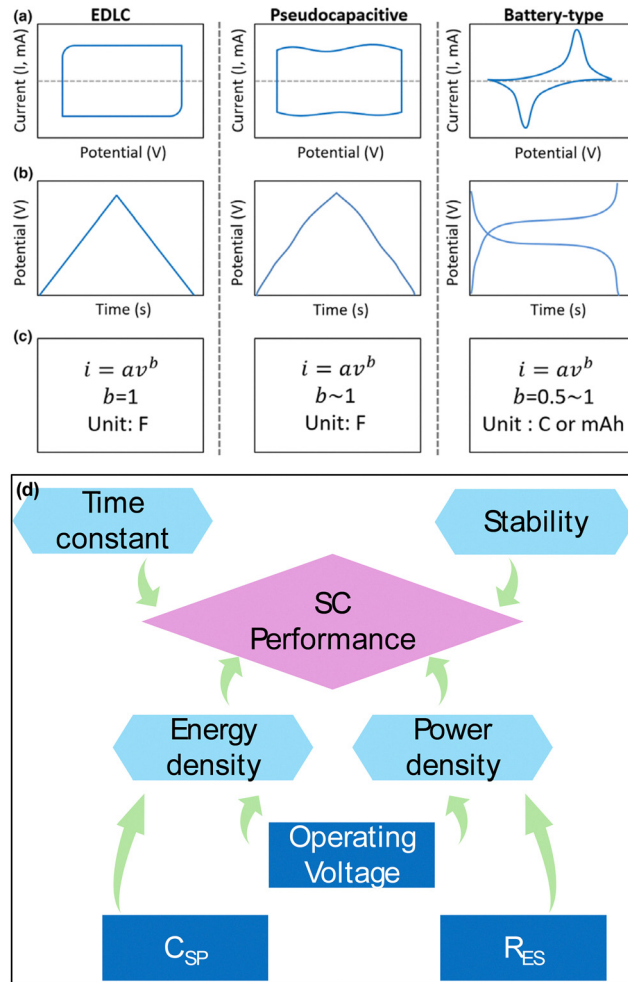 (a)
EDLC
Pseudocapacitive
Battery-type
Current (I, mA)
Potential (V)
Current (I, mA)
Potential (V)
Current (I, mA)
Potential (V)
(b)
Potential (V)
Time (s)
Potential (V)
Time (s)
Potential (V)
Time (s)
(c)
i = av^b
b=1
Unit: F
i = av^b
b~1
Unit: F
i = av^b
b=0.5~1
Unit : C or mAh
(d)
Time
constant
Stability
SC
Performance
Energy
density
Power
density
Operating
Voltage
C_SP
R_ES